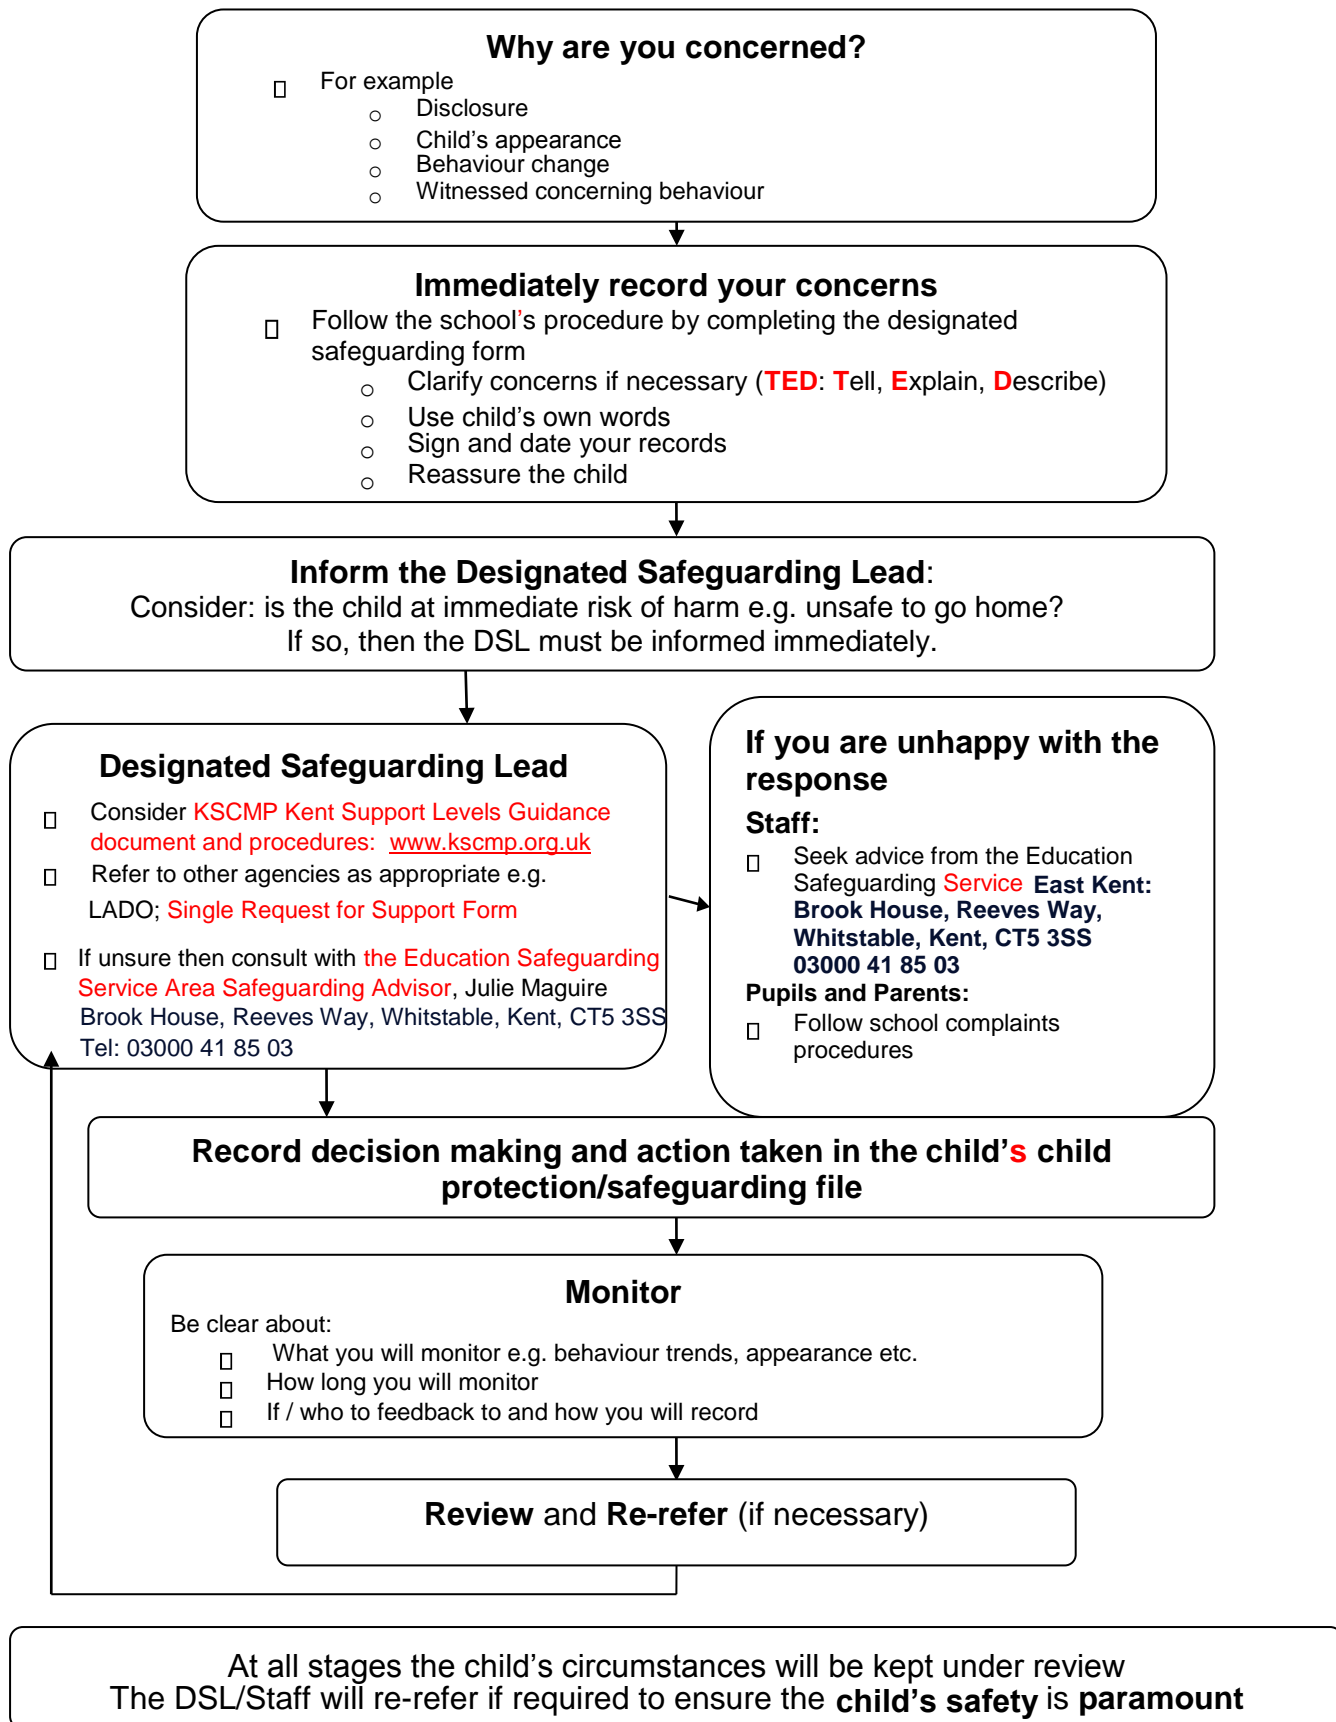 Why are you concerned?
For example
Disclosure
Child’s appearance
Behaviour change
Witnessed concerning behaviour
Immediately record your concerns
Follow the school’s procedure by completing the designated
safeguarding form
Clarify concerns if necessary (TED: Tell, Explain, Describe)
Use child’s own words
Sign and date your records
Reassure the child
Inform the Designated Safeguarding Lead:
Consider: is the child at immediate risk of harm e.g. unsafe to go home?
If so, then the DSL must be informed immediately.
Designated Safeguarding Lead
Consider KSCMP Kent Support Levels Guidance
document and procedures: www.kscmp.org.uk
Refer to other agencies as appropriate e.g.
LADO; Single Request for Support Form
If unsure then consult with the Education Safeguarding
Service Area Safeguarding Advisor, Julie Maguire
Brook House, Reeves Way, Whitstable, Kent, CT5 3SS
Tel: 03000 41 85 03
If you are unhappy with the
response
Staff:
Seek advice from the Education
Safeguarding Service East Kent:
Brook House, Reeves Way,
Whitstable, Kent, CT5 3SS
03000 41 85 03
Pupils and Parents:
Follow school complaints
procedures
Record decision making and action taken in the child’s child
protection/safeguarding file
Monitor
Be clear about:
What you will monitor e.g. behaviour trends, appearance etc.
How long you will monitor
If / who to feedback to and how you will record
Review and Re-refer (if necessary)
At all stages the child’s circumstances will be kept under review
The DSL/Staff will re-refer if required to ensure the child’s safety is paramount